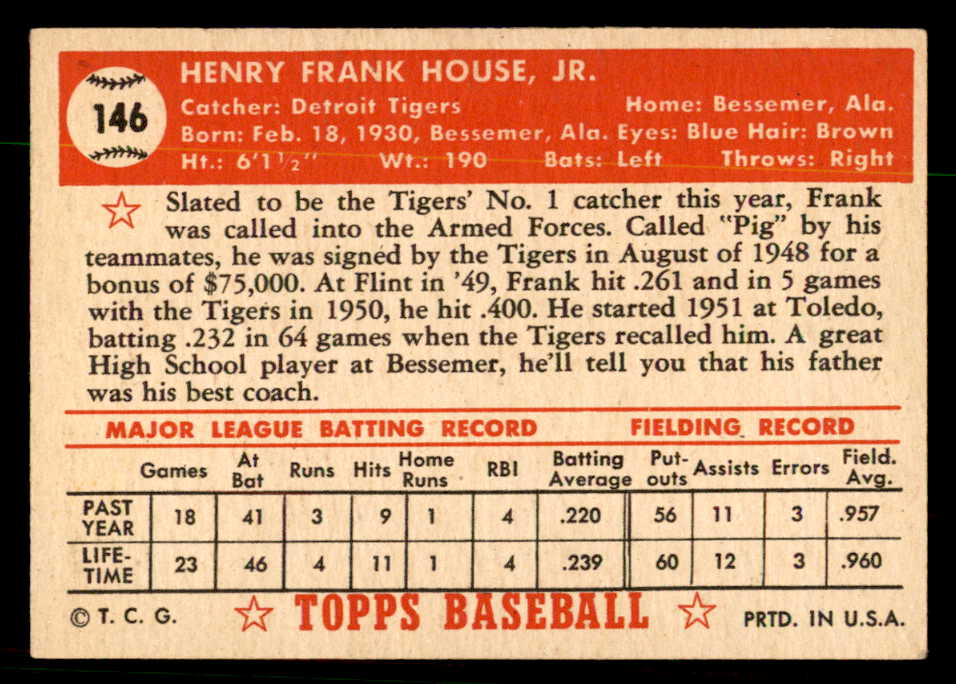 146
HENRY FRANK HOUSE, JR.
Catcher: Detroit Tigers Home: Bessemer, Ala.
Born: Feb. 18, 1930, Bessemer, Ala. Eyes: Blue Hair: Brown
Ht.: 6'1½" Wt.: 190 Bats: Left Throws: Right
Slated to be the Tigers' No. 1 catcher this year, Frank
was called into the Armed Forces. Called "Pig" by his
teammates, he was signed by the Tigers in August of 1948 for a
bonus of $75,000. At Flint in '49, Frank hit .261 and in 5 games
with the Tigers in 1950, he hit .400. He started 1951 at Toledo,
batting .232 in 64 games when the Tigers recalled him. A great
High School player at Bessemer, he'll tell you that his father
was his best coach.
MAJOR LEAGUE BATTING RECORD FIELDING RECORD
Games At Bat Runs Hits Home Runs RBI Batting Average Put-outs Assists Errors Field. Avg.
PAST YEAR 18 41 3 9 1 4 .220 56 11 3 .957
LIFE-TIME 23 46 4 11 1 4 .239 60 12 3 .960
© T. C. G. TOPPS BASEBALL PRTD. IN U.S.A.